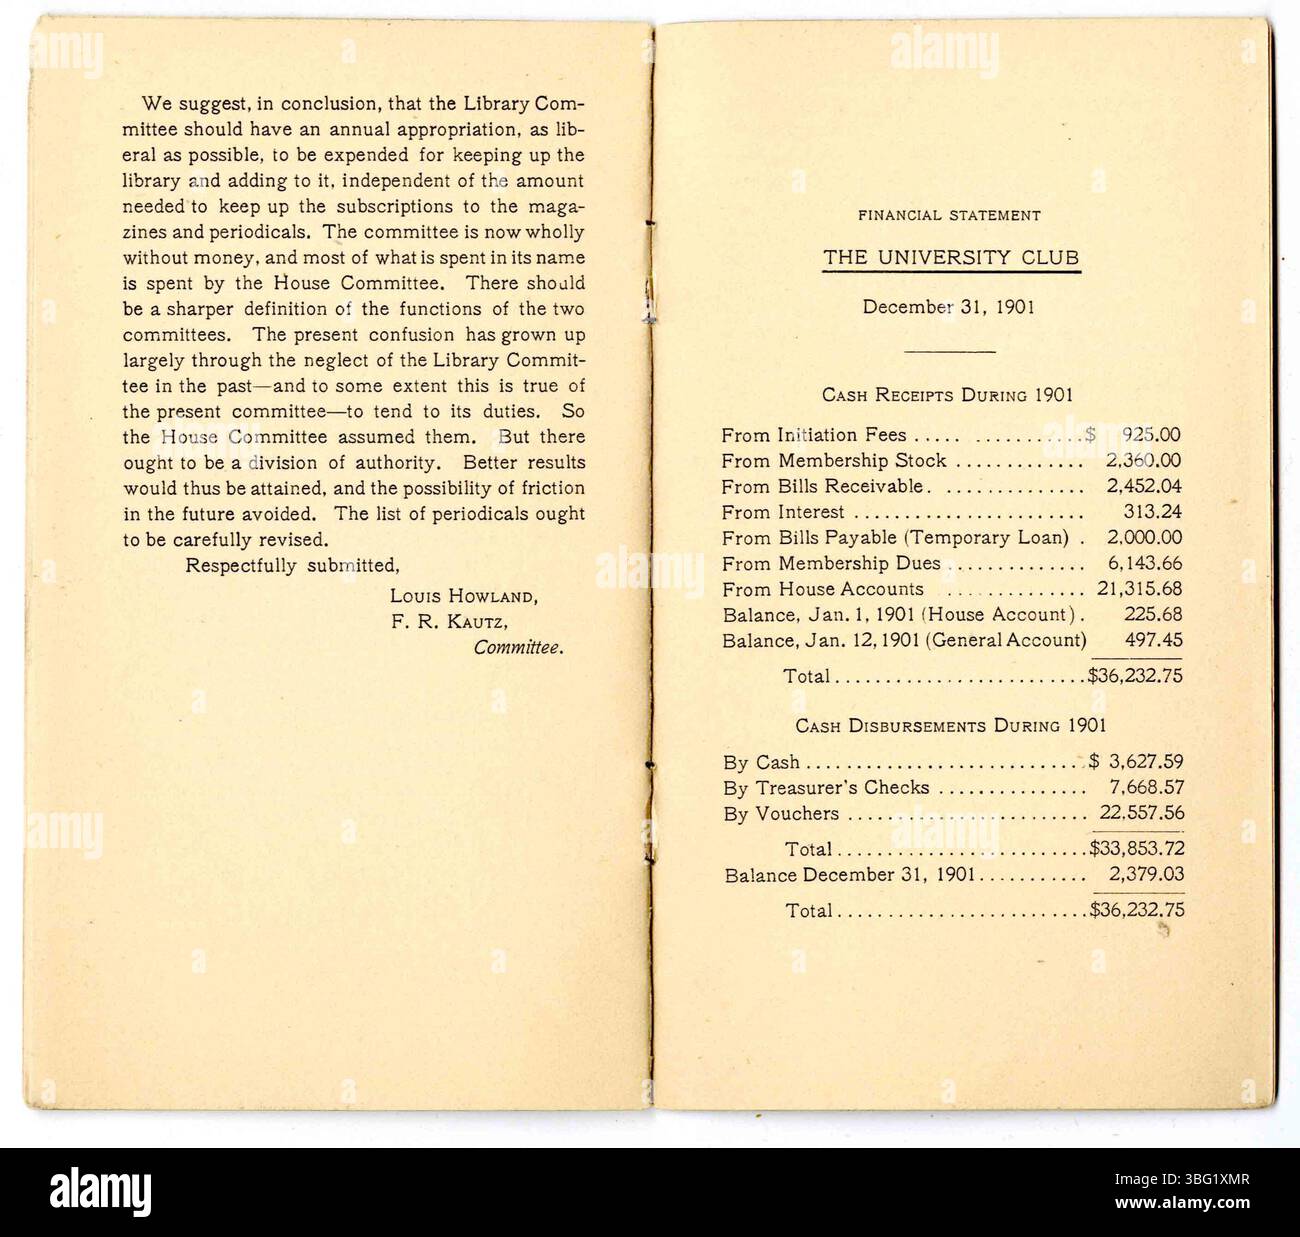 We suggest, in conclusion, that the Library Com-
mittee should have an annual appropriation, as lib-
eral as possible, to be expended for keeping up the
library and adding to it, independent of the amount
needed to keep up the subscriptions to the maga-
zines and periodicals. The committee is now wholly
without money, and most of what is spent in its name
is spent by the House Committee. There should
be a sharper definition of the functions of the two
committees. The present confusion has grown up
largely through the neglect of the Library Commit-
tee in the past—and to some extent this is true of
the present committee—to tend to its duties. So
the House Committee assumed them. But there
ought to be a division of authority. Better results
would thus be attained, and the possibility of friction
in the future avoided. The list of periodicals ought
to be carefully revised.
Respectfully submitted,
LOUIS HOWLAND,
F. R. KAUTZ,
Committee.
FINANCIAL STATEMENT
THE UNIVERSITY CLUB
December 31, 1901
CASH RECEIPTS DURING 1901
From Initiation Fees ..... ...........$ 925.00
From Membership Stock ............. 2,360.00
From Bills Receivable. .............. 2,452.04
From Interest ....................... 313.24
From Bills Payable (Temporary Loan) . 2,000.00
From Membership Dues .............. 6,143.66
From House Accounts .............. 21,315.68
Balance, Jan. 1, 1901 (House Account). 225.68
Balance, Jan. 12, 1901 (General Account) 497.45
Total.........................$36,232.75
CASH DISBURSEMENTS DURING 1901
By Cash ...........................$ 3,627.59
By Treasurer's Checks ............... 7,668.57
By Vouchers ........................ 22,557.56
Total.........................$33,853.72
Balance December 31, 1901........... 2,379.03
Total.........................$36,232.75
alamy
Image ID: 3BG1XMR
www.alamy.com